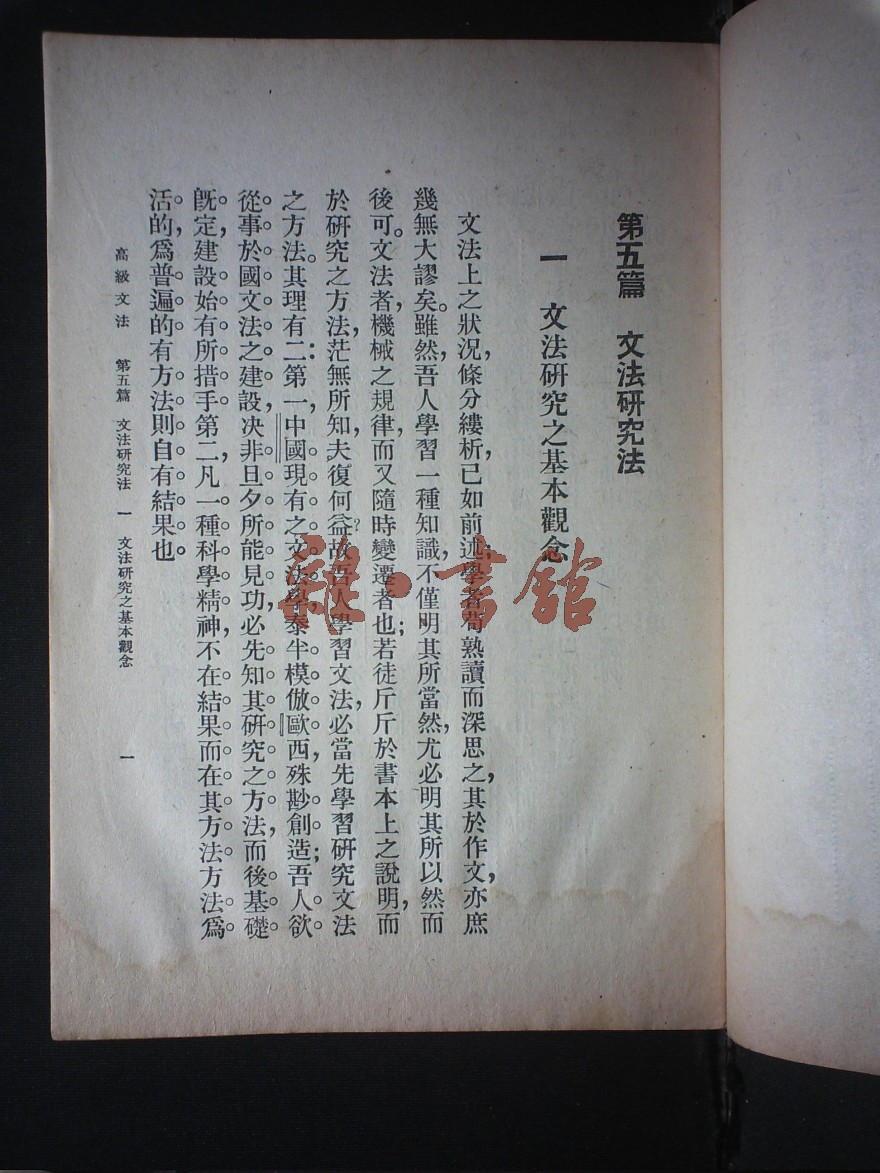 第五篇　文法研究法
一　文法研究之基本觀念
文法上之狀況，條分縷析，已如前述，學者苟熟讀而深思之，其於作文，亦庶
幾無大謬矣。雖然，吾人學習一種知識，不僅明其所當然，尤必明其所以然而
後可。文法者，機械之規律，而又隨時變遷者也；若徒斤斤於書本上之說明，而
於研究之方法，茫無所知，夫復何益？故吾人學習文法，必當先學習研究文法
之方法。其理有二：第一，中國現有之文法學，泰半模倣歐西，殊尠創造；吾人欲
從事於國文法之建設，決非旦夕所能見功，必先知其研究之方法，而後基礎
旣定，建設始有所措手。第二，凡一種科學精神，不在結果而在其方法，方法爲
活的，爲普遍的，有方法則自有結果也。
高級文法　第五篇　文法研究法　一　文法研究之基本觀念　一
雜·書館